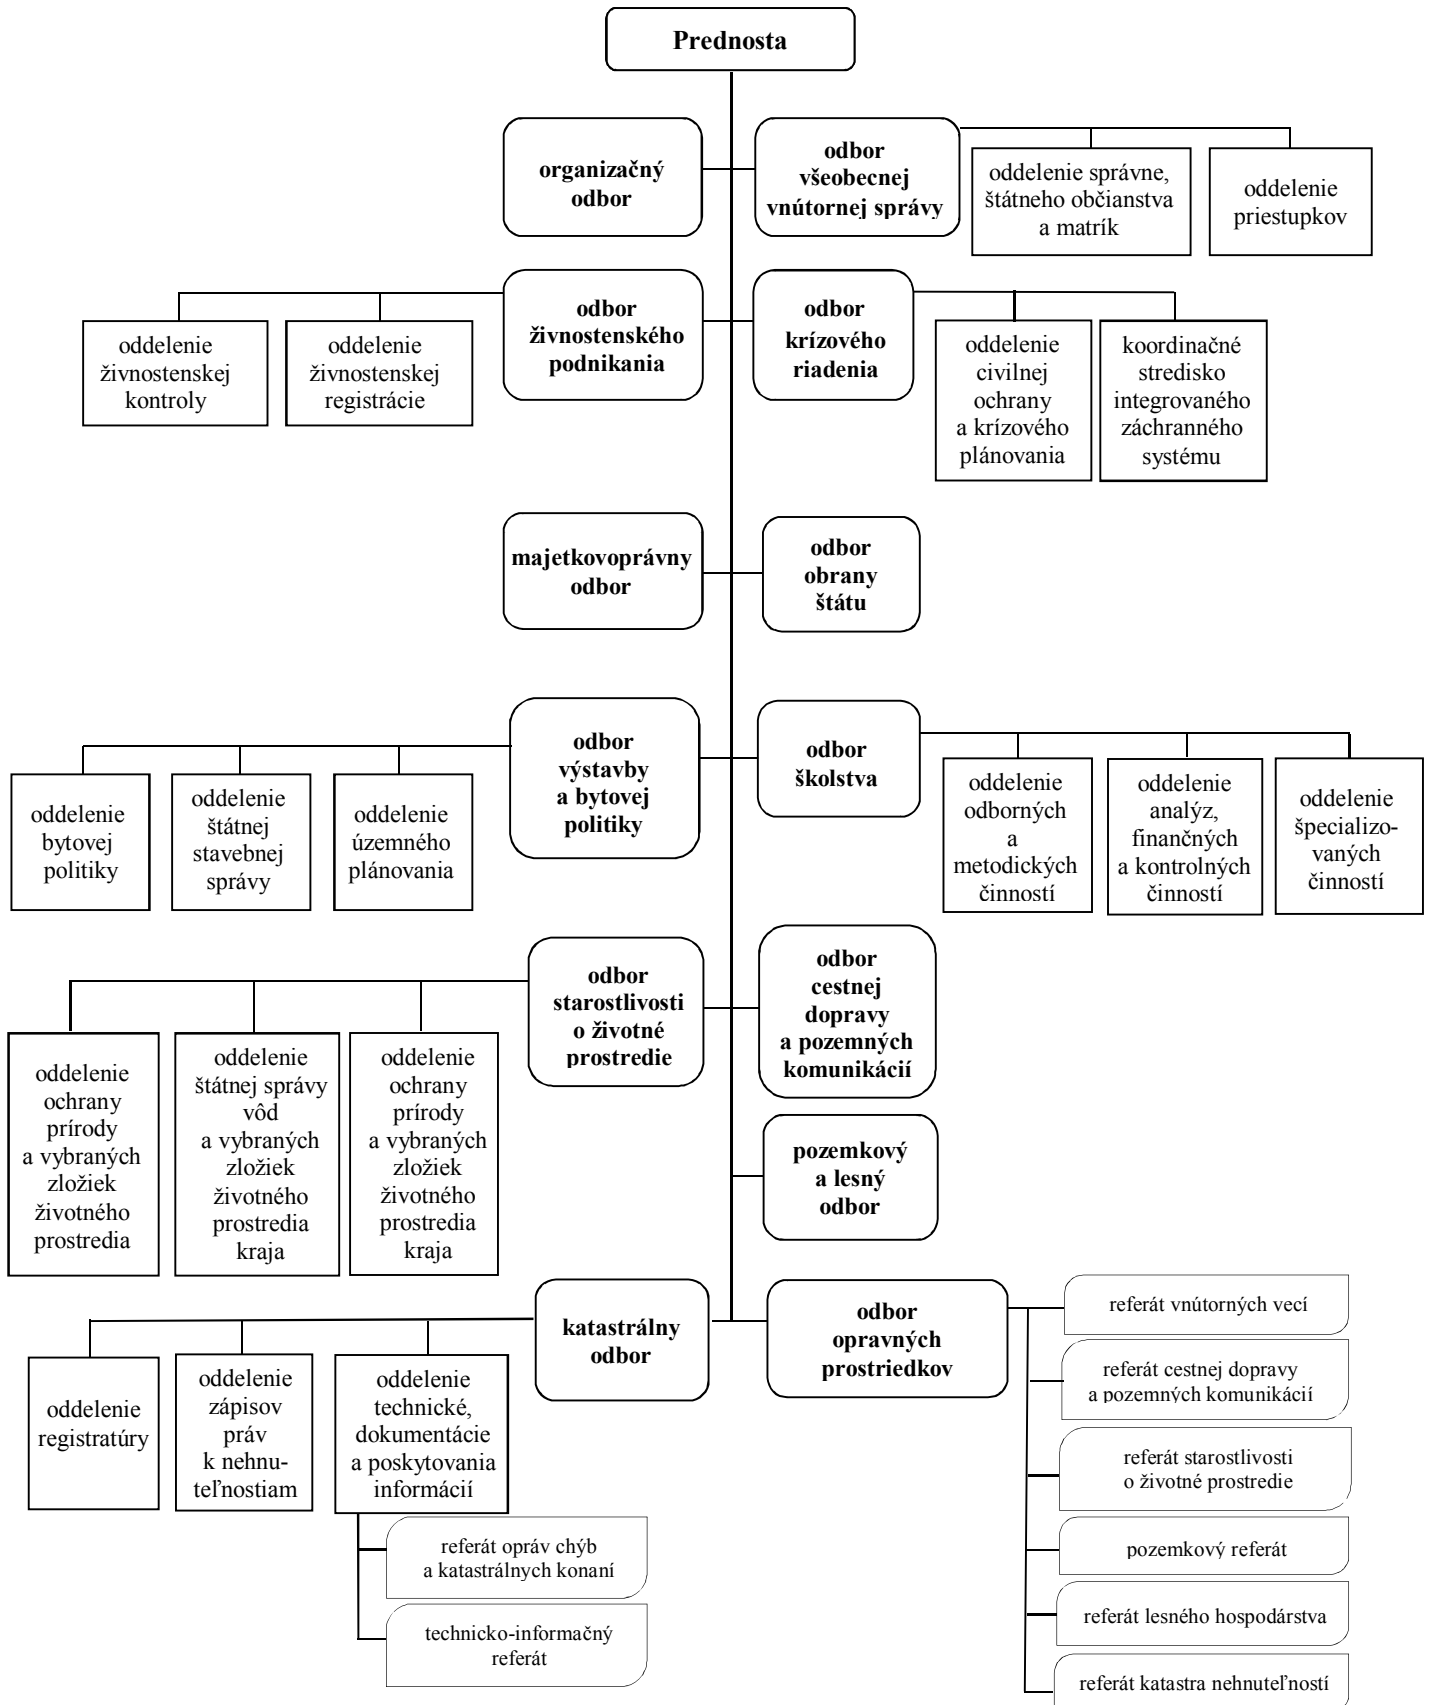 Prednosta
organizačný
odbor
odbor
všeobecnej
vnútornej správy
oddelenie správne,
štátneho občianstva
a matrík
oddelenie
priestupkov
oddelenie
živnostenskej
kontroly
oddelenie
živnostenskej
registrácie
odbor
živnostenského
podnikania
odbor
krízového
riadenia
oddelenie
civilnej
ochrany
a krízového
plánovania
koordinačné
stredisko
integrovaného
záchranného
systému
majetkovoprávny
odbor
odbor
obrany
štátu
oddelenie
bytovej
politiky
oddelenie
štátnej
stavebnej
správy
oddelenie
územného
plánovania
odbor
výstavby
a bytovej
politiky
odbor
školstva
oddelenie
odborných
a
metodických
činností
oddelenie
analýz,
finančných
a kontrolných
činností
oddelenie
špecializo-
vaných
činností
oddelenie
ochrany
prírody
a vybraných
zložiek
životného
prostredia
oddelenie
štátnej správy
vôd
a vybraných
zložiek
životného
prostredia
kraja
oddelenie
ochrany
prírody
a vybraných
zložiek
životného
prostredia
kraja
odbor
starostlivosti
o životné
prostredie
odbor
cestnej
dopravy
a pozemných
komunikácií
pozemkový
a lesný
odbor
oddelenie
registratúry
oddelenie
zápisov
práv
k nehnu-
teľnostiam
oddelenie
technické,
dokumentácie
a poskytovania
informácií
referát opráv chýb
a katastrálnych konaní
technicko-informačný
referát
katastrálny
odbor
odbor
opravných
prostriedkov
referát vnútorných vecí
referát cestnej dopravy
a pozemných komunikácií
referát starostlivosti
o životné prostredie
pozemkový referát
referát lesného hospodárstva
referát katastra nehnuteľností